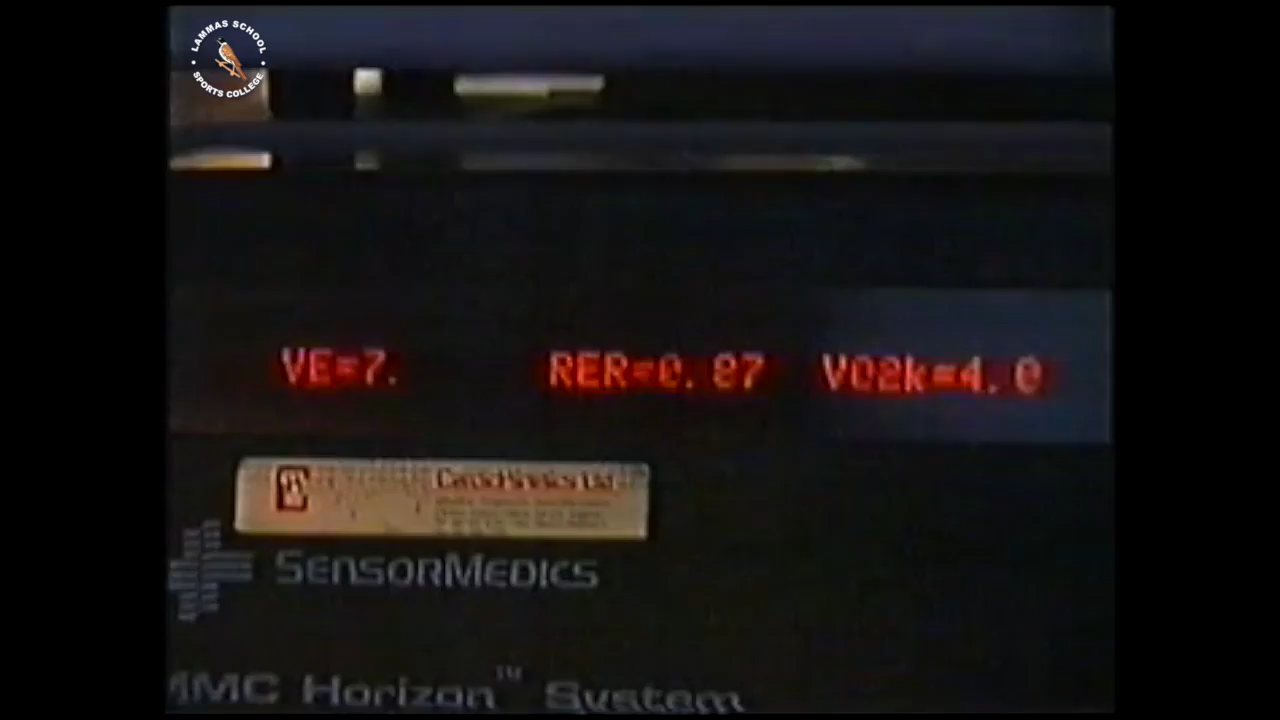 LAMMAS SCHOOL
SPORTS COLLEGE
VE=7. RER=0.87 VO2k=4.0
SENSORMEDICS
MMC Horizon™ System